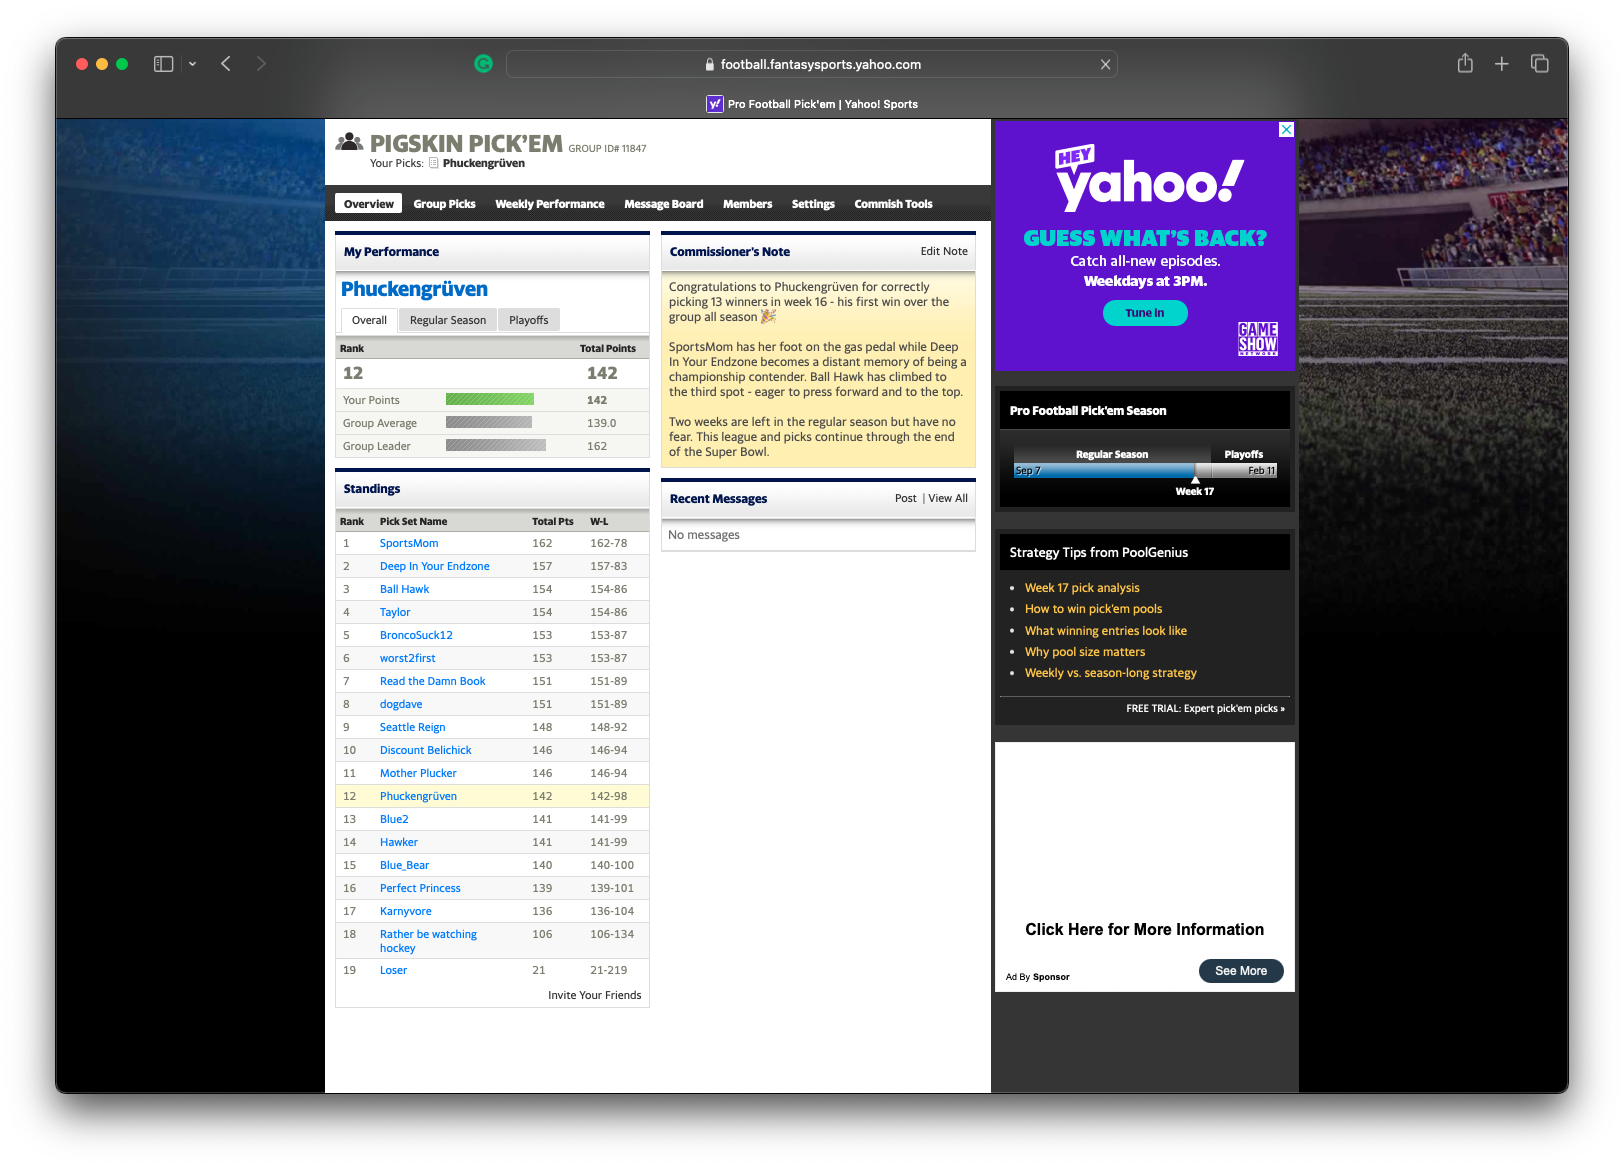 football.fantasysports.yahoo.com
y! Pro Football Pick'em | Yahoo! Sports
PIGSKIN PICK'EM GROUP ID# 11847
Your Picks: Phuckengrüven
Overview Group Picks Weekly Performance Message Board Members Settings Commish Tools
My Performance
Phuckengrüven
Overall Regular Season Playoffs
Rank Total Points
12 142
Your Points 142
Group Average 139.0
Group Leader 162
Standings
Rank Pick Set Name Total Pts W-L
1 SportsMom 162 162-78
2 Deep In Your Endzone 157 157-83
3 Ball Hawk 154 154-86
4 Taylor 154 154-86
5 BroncoSuck12 153 153-87
6 worst2first 153 153-87
7 Read the Damn Book 151 151-89
8 dogdave 151 151-89
9 Seattle Reign 148 148-92
10 Discount Belichick 146 146-94
11 Mother Plucker 146 146-94
12 Phuckengrüven 142 142-98
13 Blue2 141 141-99
14 Hawker 141 141-99
15 Blue_Bear 140 140-100
16 Perfect Princess 139 139-101
17 Karnyvore 136 136-104
18 Rather be watching 106 106-134
hockey
19 Loser 21 21-219
Invite Your Friends
Commissioner's Note Edit Note
Congratulations to Phuckengrüven for correctly
picking 13 winners in week 16 - his first win over the
group all season 🎉
SportsMom has her foot on the gas pedal while Deep
In Your Endzone becomes a distant memory of being a
championship contender. Ball Hawk has climbed to
the third spot - eager to press forward and to the top.
Two weeks are left in the regular season but have no
fear. This league and picks continue through the end
of the Super Bowl.
Recent Messages Post | View All
No messages
HEY
yahoo!
GUESS WHAT'S BACK?
Catch all-new episodes.
Weekdays at 3PM.
Tune in
GAME
SHOW
NETWORK
Pro Football Pick'em Season
Regular Season Playoffs
Sep 7 Feb 11
Week 17
Strategy Tips from PoolGenius
• Week 17 pick analysis
• How to win pick'em pools
• What winning entries look like
• Why pool size matters
• Weekly vs. season-long strategy
FREE TRIAL: Expert pick'em picks »
Click Here for More Information
Ad By Sponsor
See More